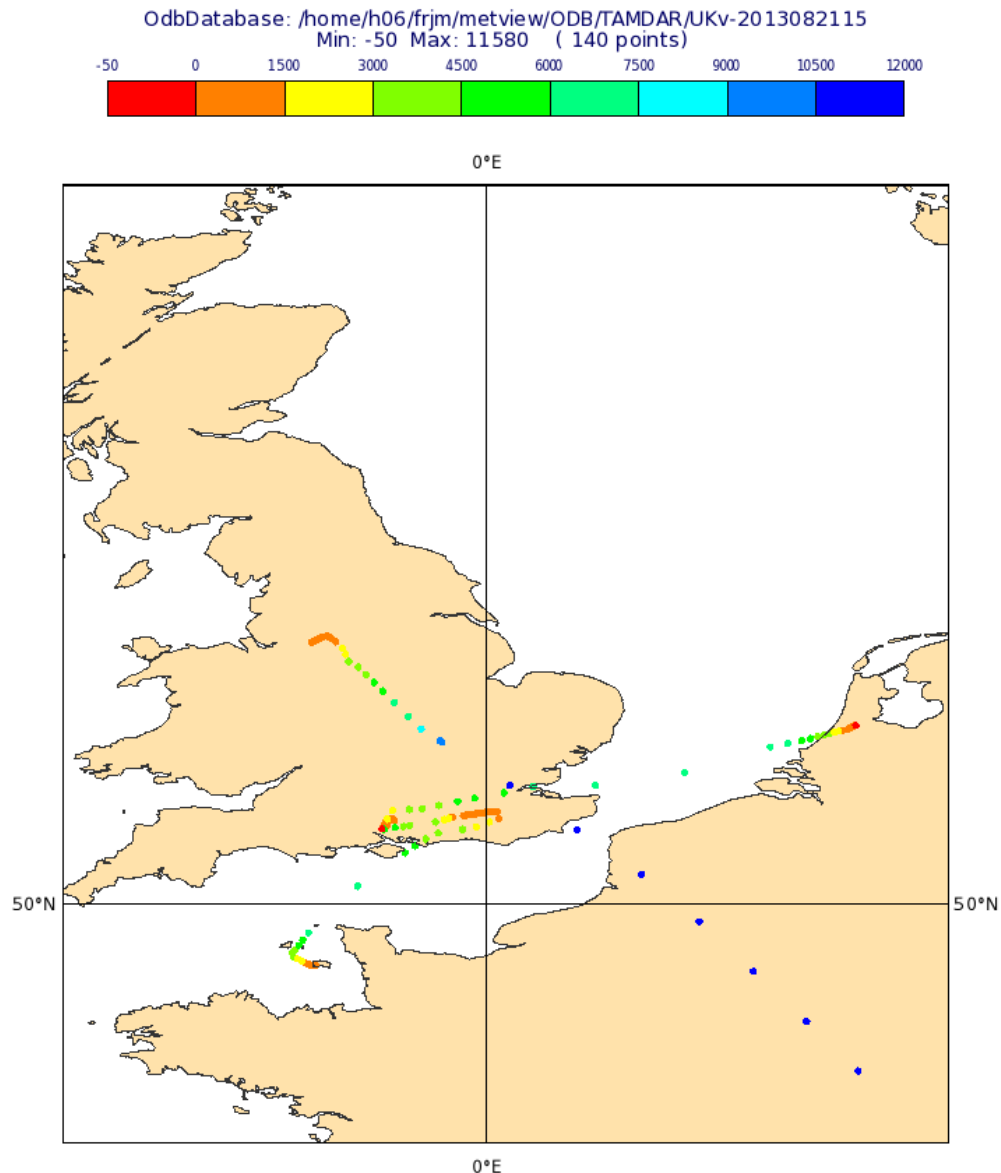 OdbDatabase: /home/h06/frjm/metview/ODB/TAMDAR/UKv-2013082115
Min: -50 Max: 11580 ( 140 points)
-50 0 1500 3000 4500 6000 7500 9000 10500 12000
0°E
50°N 50°N
0°E